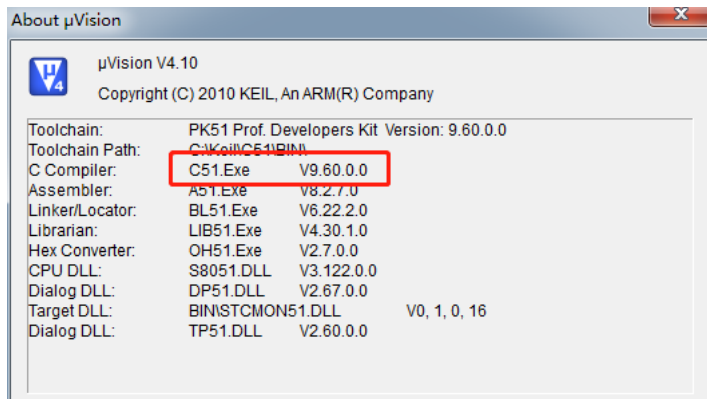 About µVision
X
µ
V4
µVision V4.10
Copyright (C) 2010 KEIL, An ARM(R) Company
Toolchain: PK51 Prof. Developers Kit Version: 9.60.0.0
Toolchain Path: C:\Keil\C51\BIN\
C Compiler: C51.Exe V9.60.0.0
Assembler: A51.Exe V8.2.7.0
Linker/Locator: BL51.Exe V6.22.2.0
Librarian: LIB51.Exe V4.30.1.0
Hex Converter: OH51.Exe V2.7.0.0
CPU DLL: S8051.DLL V3.122.0.0
Dialog DLL: DP51.DLL V2.67.0.0
Target DLL: BIN\STCMON51.DLL V0, 1, 0, 16
Dialog DLL: TP51.DLL V2.60.0.0